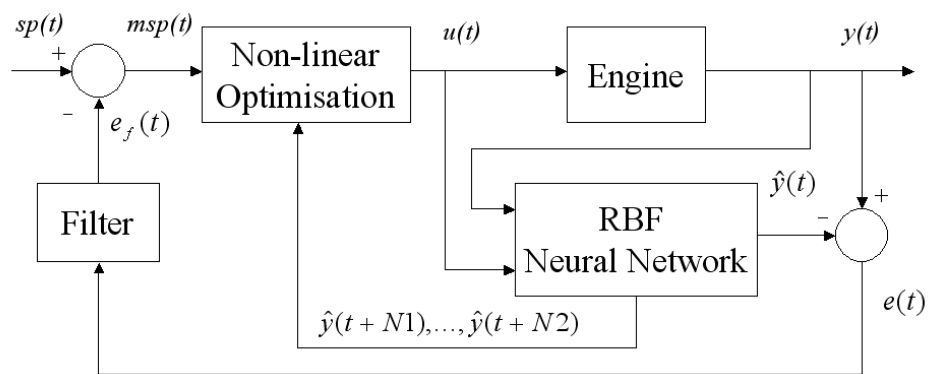 sp(t)
msp(t)
u(t)
y(t)
+
Non-linear
Optimisation
Engine
-
e_f(t)
ŷ(t)
+
-
Filter
RBF
Neural Network
e(t)
ŷ(t + N1),...,ŷ(t + N2)